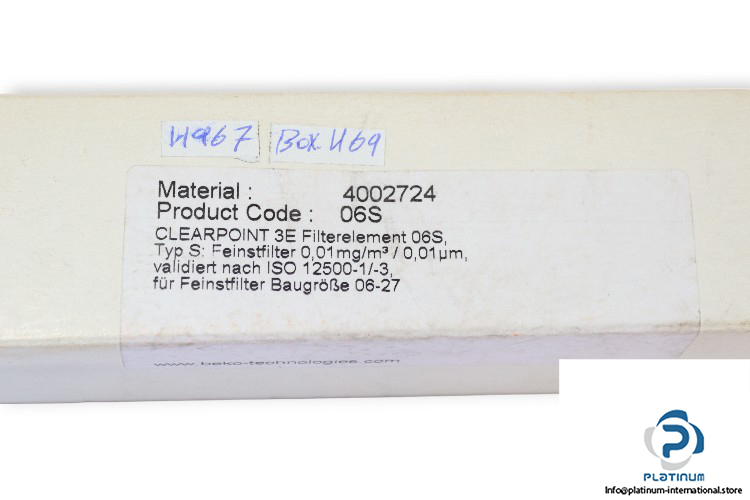 H967 Box H69
Material : 4002724
Product Code : 06S
CLEARPOINT 3E Filterelement 06S,
Typ S: Feinstfilter 0,01mg/m³ / 0,01µm,
validiert nach ISO 12500-1/-3,
für Feinstfilter Baugröße 06-27
www.beko-technologies.com
PLATINUM
Info@platinum-international.store